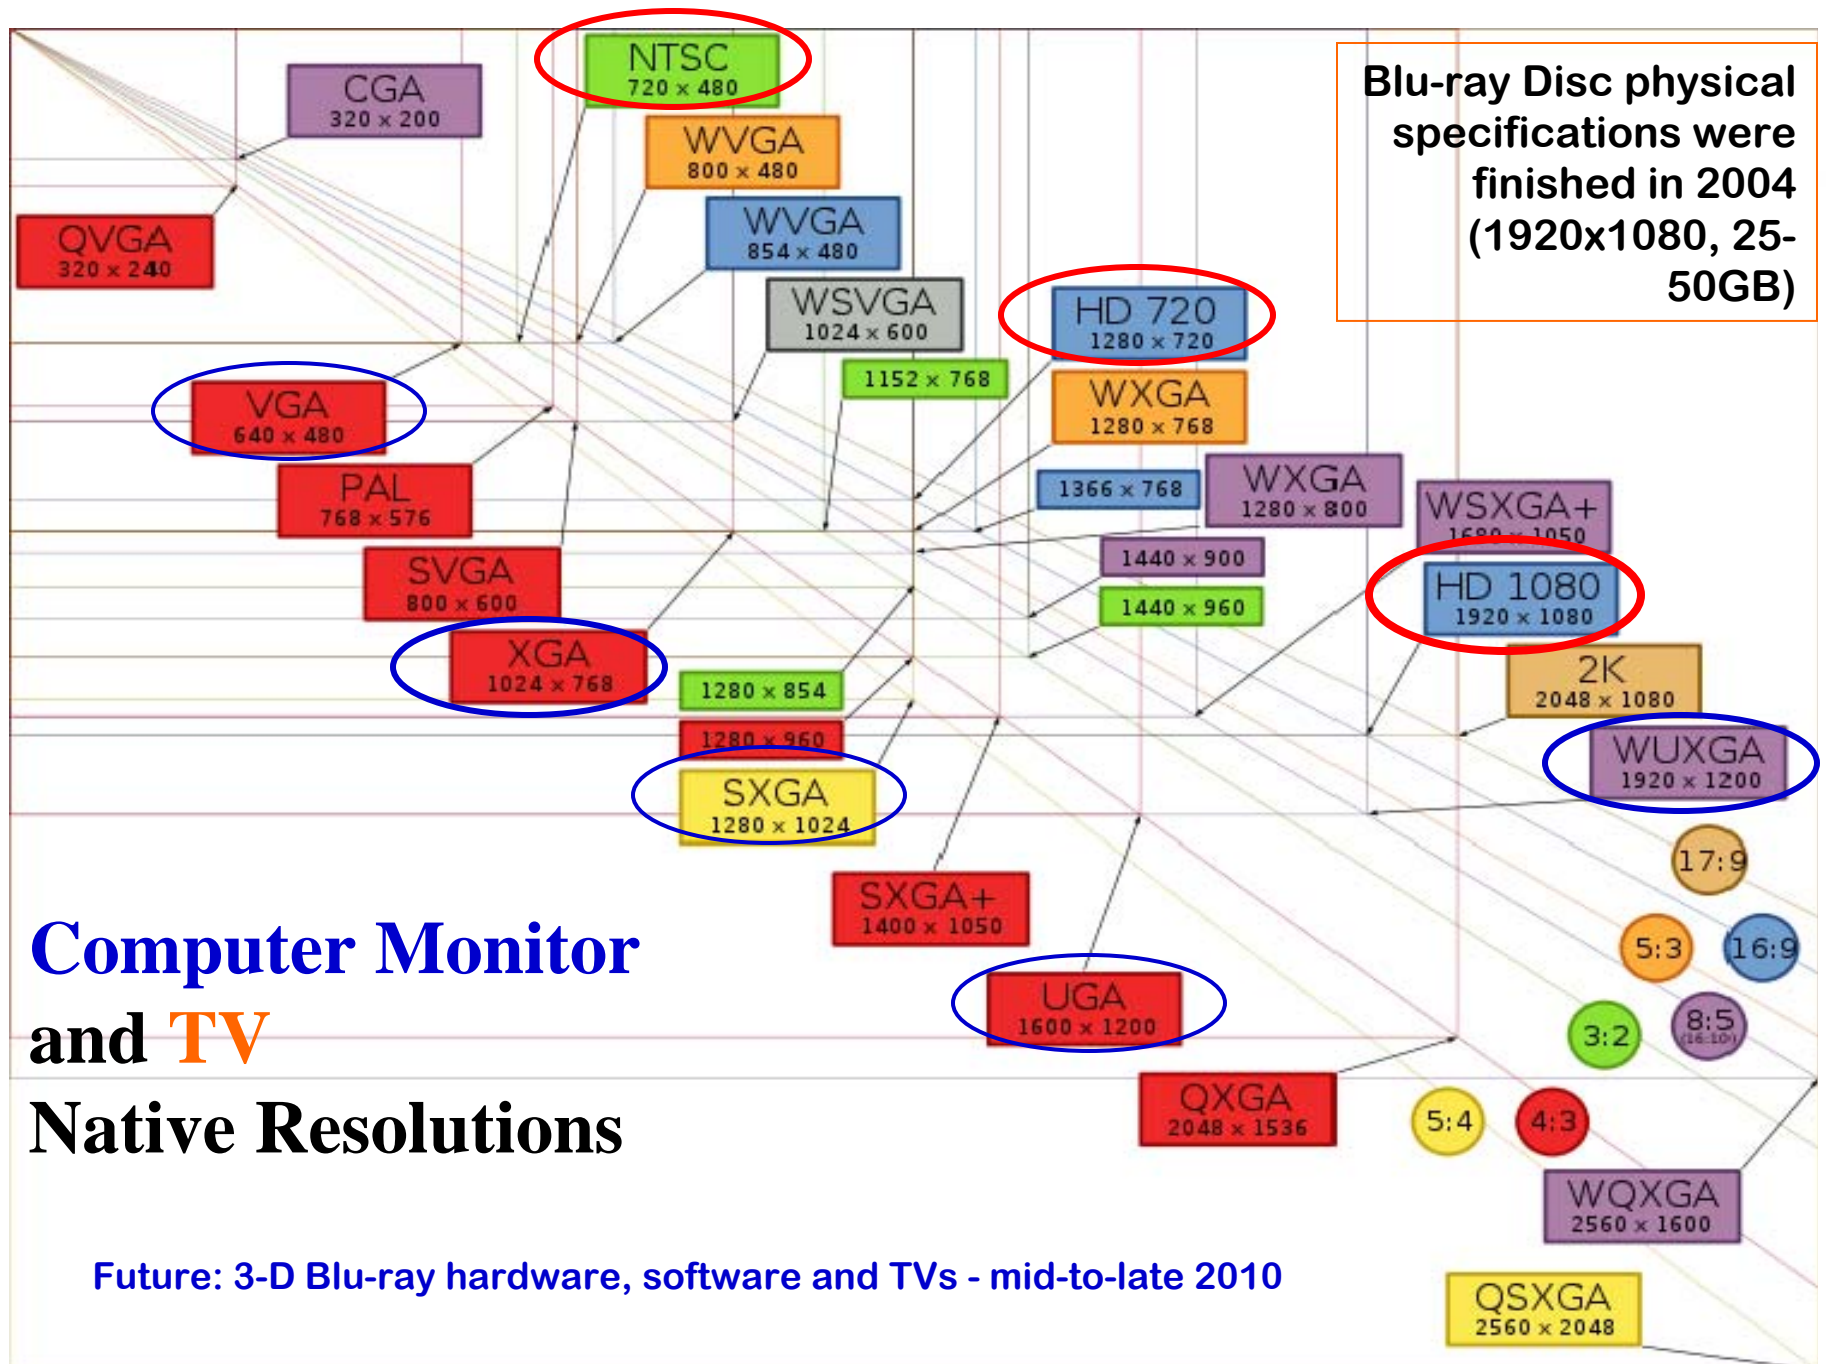 NTSC
720 × 480
CGA
320 × 200
Blu-ray Disc physical
specifications were
finished in 2004
(1920x1080, 25-
50GB)
WVGA
800 × 480
QVGA
320 × 240
WVGA
854 × 480
WSVGA
1024 × 600
HD 720
1280 × 720
1152 × 768
WXGA
1280 × 768
VGA
640 × 480
PAL
768 × 576
1366 × 768
WXGA
1280 × 800
WSXGA+
1680 × 1050
SVGA
800 × 600
1440 × 900
HD 1080
1920 × 1080
1440 × 960
XGA
1024 × 768
1280 × 854
2K
2048 × 1080
1280 × 960
WUXGA
1920 × 1200
SXGA
1280 × 1024
17:9
SXGA+
1400 × 1050
5:3
16:9
Computer Monitor
and TV
Native Resolutions
UGA
1600 × 1200
3:2
8:5
(16:10)
QXGA
2048 × 1536
5:4
4:3
WQXGA
2560 × 1600
Future: 3-D Blu-ray hardware, software and TVs - mid-to-late 2010
QSXGA
2560 × 2048